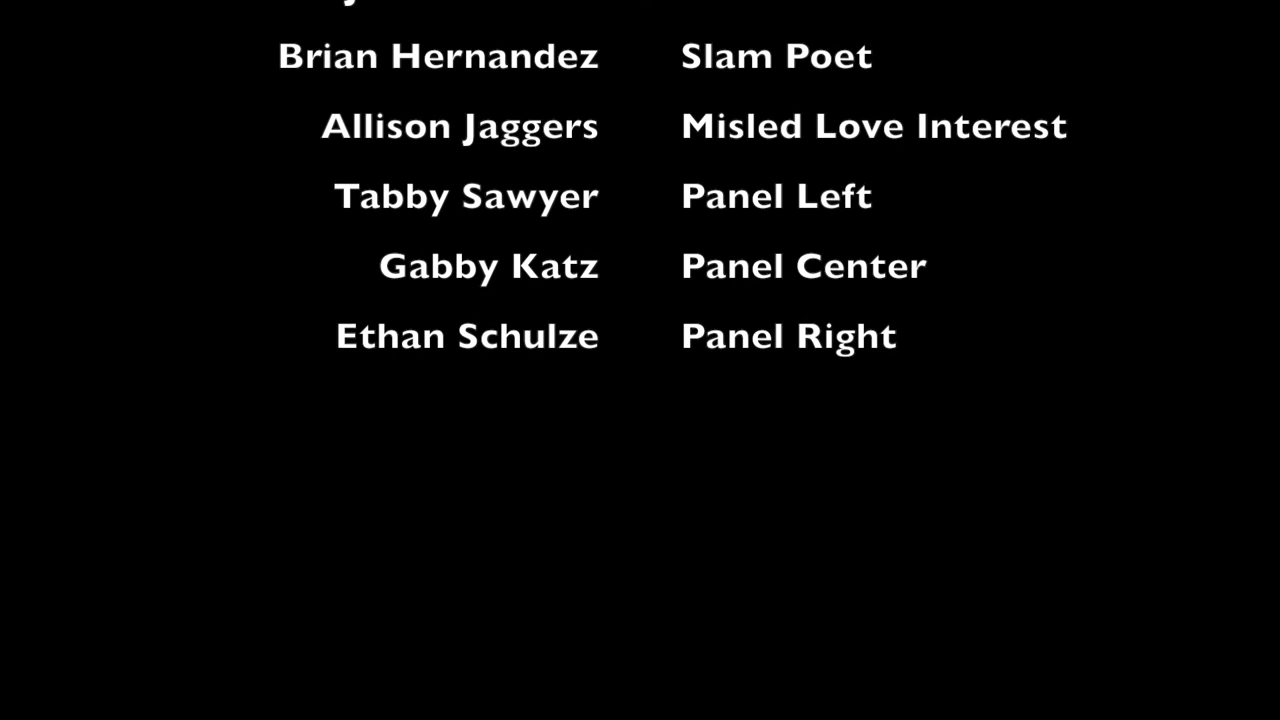 Brian Hernandez Slam Poet
Allison Jaggers Misled Love Interest
Tabby Sawyer Panel Left
Gabby Katz Panel Center
Ethan Schulze Panel Right